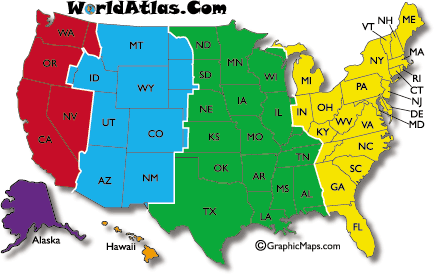 WorldAtlas.Com
WA
MT
ND
MN
OR
ID
SD
WI
MI
WY
NE
IA
NV
UT
CO
KS
MO
IL
IN
OH
PA
NY
VT
NH
ME
MA
RI
CT
NJ
DE
MD
CA
AZ
NM
OK
AR
TN
KY
WV
VA
NC
SC
TX
LA
MS
AL
GA
FL
Alaska
Hawaii
©GraphicMaps.com